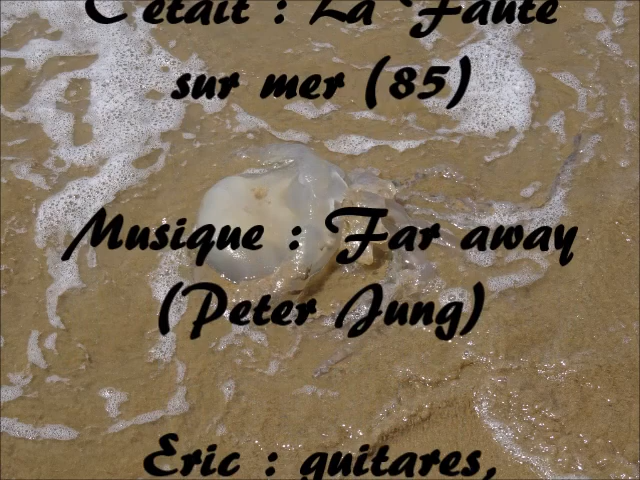 C'était : La Faute
sur mer (85)
Musique : Far away
(Peter Jung)
Eric : guitares,